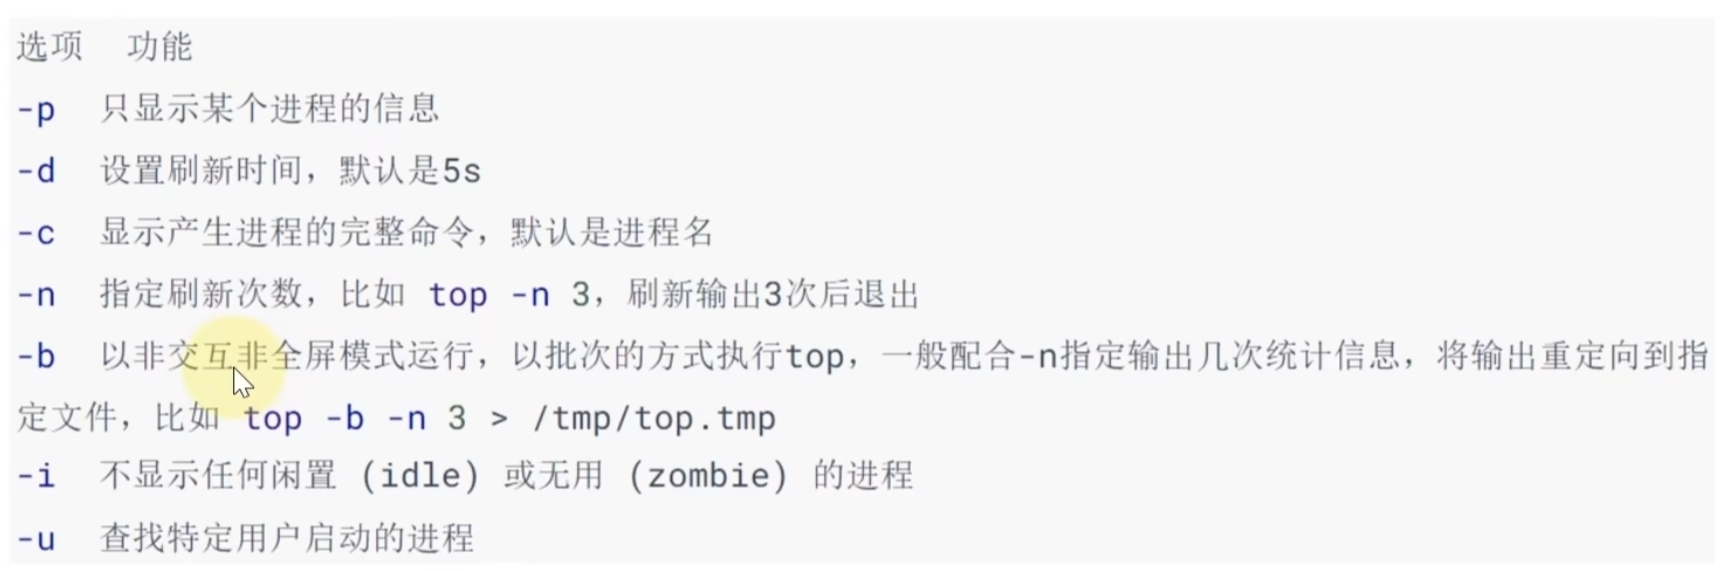 选项 功能
-p 只显示某个进程的信息
-d 设置刷新时间，默认是5s
-c 显示产生进程的完整命令，默认是进程名
-n 指定刷新次数，比如 top -n 3，刷新输出3次后退出
-b 以非交互非全屏模式运行，以批次的方式执行top，一般配合-n指定输出几次统计信息，将输出重定向到指
定文件，比如 top -b -n 3 > /tmp/top.tmp
-i 不显示任何闲置 (idle) 或无用 (zombie) 的进程
-u 查找特定用户启动的进程